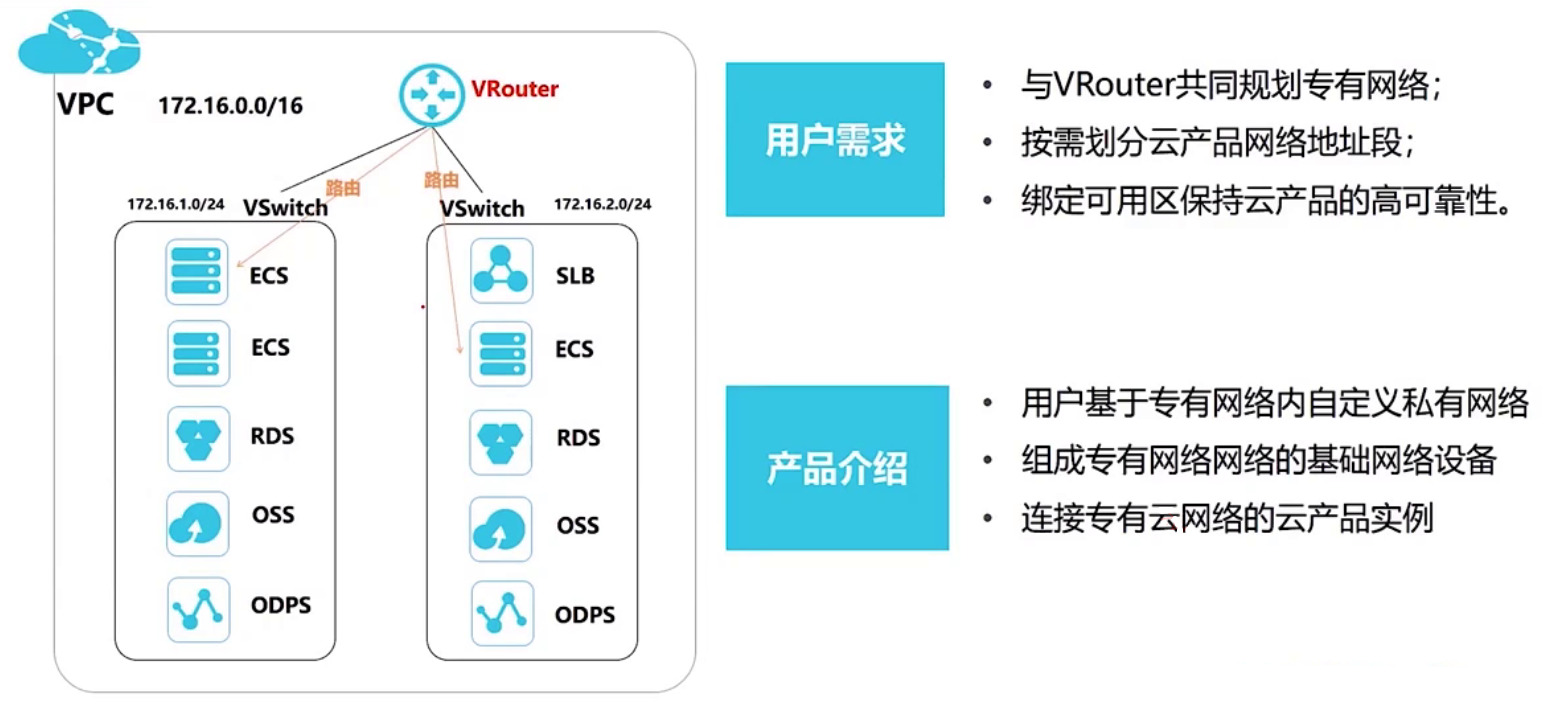 VPC
172.16.0.0/16
VRouter
路由
路由
172.16.1.0/24
VSwitch
VSwitch
172.16.2.0/24
ECS
ECS
RDS
OSS
ODPS
SLB
ECS
RDS
OSS
ODPS
用户需求
• 与VRouter共同规划专有网络；
• 按需划分云产品网络地址段；
• 绑定可用区保持云产品的高可靠性。
产品介绍
• 用户基于专有网络内自定义私有网络
• 组成专有网络网络的基础网络设备
• 连接专有云网络的云产品实例